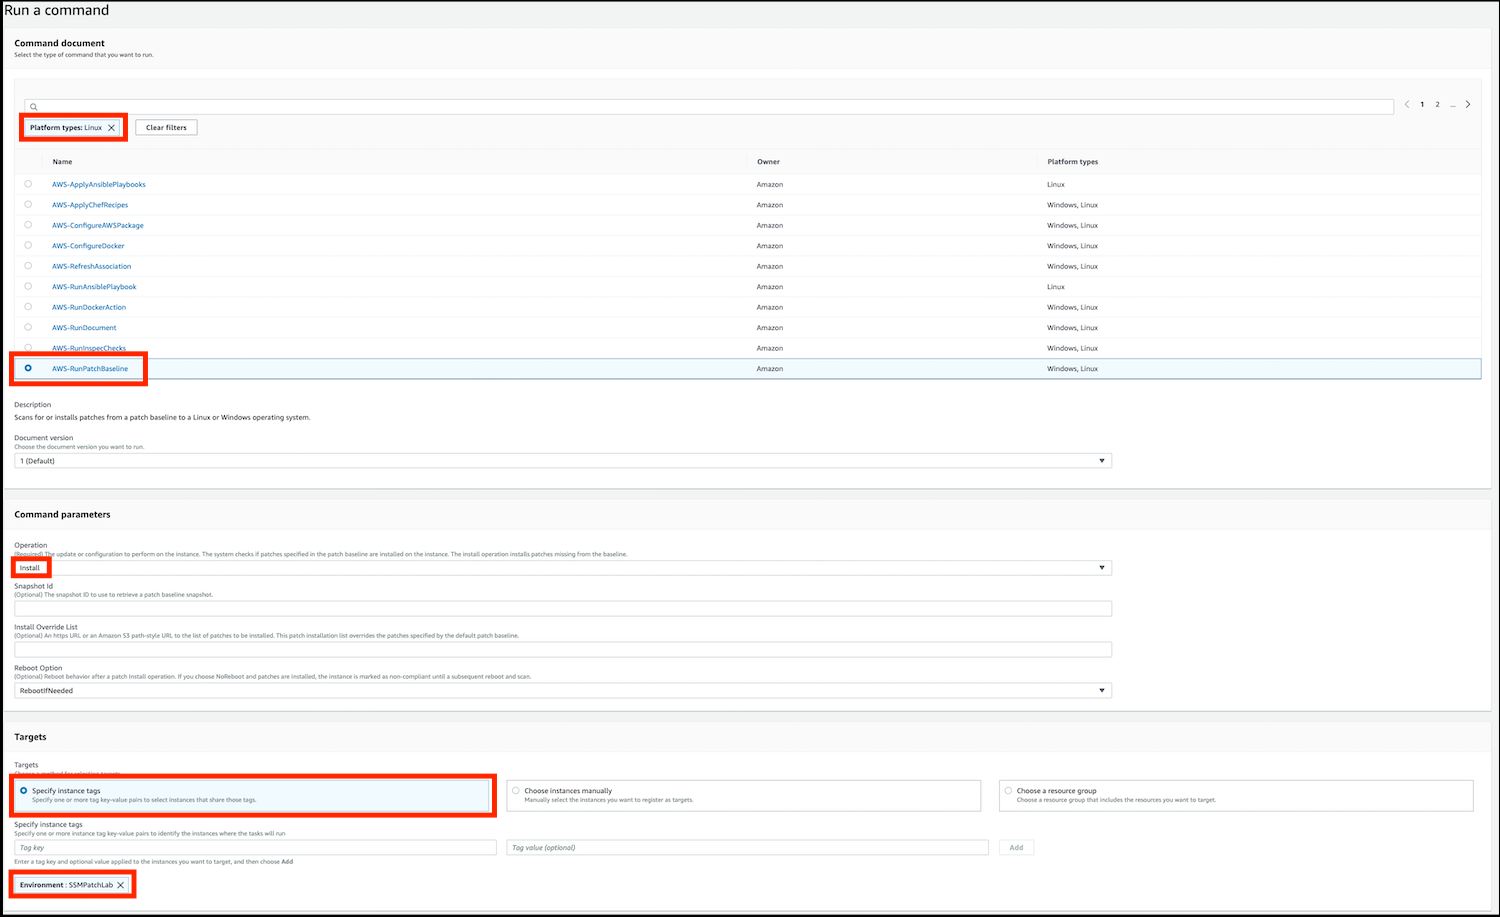 Run a command
Command document
Select the type of command that you want to run.
1 2 ...
Platform types: Linux
Clear filters
Name Owner Platform types
AWS-ApplyAnsiblePlaybooks Amazon Linux
AWS-ApplyChefRecipes Amazon Windows, Linux
AWS-ConfigureAWSPackage Amazon Windows, Linux
AWS-ConfigureDocker Amazon Windows, Linux
AWS-RefreshAssociation Amazon Windows, Linux
AWS-RunAnsiblePlaybook Amazon Linux
AWS-RunDockerAction Amazon Windows, Linux
AWS-RunDocument Amazon Windows, Linux
AWS-RunInspecChecks Amazon Windows, Linux
AWS-RunPatchBaseline Amazon Windows, Linux
Description
Scans for or installs patches from a patch baseline to a Linux or Windows operating system.
Document version
Choose the document version you want to run.
1 (Default)
Command parameters
Operation
(Required) The update or configuration to perform on the instance. The system checks if patches specified in the patch baseline are installed on the instance. The install operation installs patches missing from the baseline.
Install
Snapshot Id
(Optional) The snapshot ID to use to retrieve a patch baseline snapshot.
Install Override List
(Optional) An https URL or an Amazon S3 path-style URL to the list of patches to be installed. This patch installation list overrides the patches specified by the default patch baseline.
Reboot Option
(Optional) Reboot behavior after a patch Install operation. If you choose NoReboot and patches are installed, the instance is marked as non-compliant until a subsequent reboot and scan.
RebootIfNeeded
Targets
Targets
Choose a method for selecting targets.
Specify instance tags
Specify one or more tag key-value pairs to select instances that share those tags.
Choose instances manually
Manually select the instances you want to register as targets.
Choose a resource group
Choose a resource group that includes the resources you want to target.
Specify instance tags
Specify one or more instance tag key-value pairs to identify the instances where the tasks will run
Tag key
Tag value (optional)
Add
Enter a tag key and optional value applied to the instances you want to target, and then choose Add
Environment : SSMPatchLab